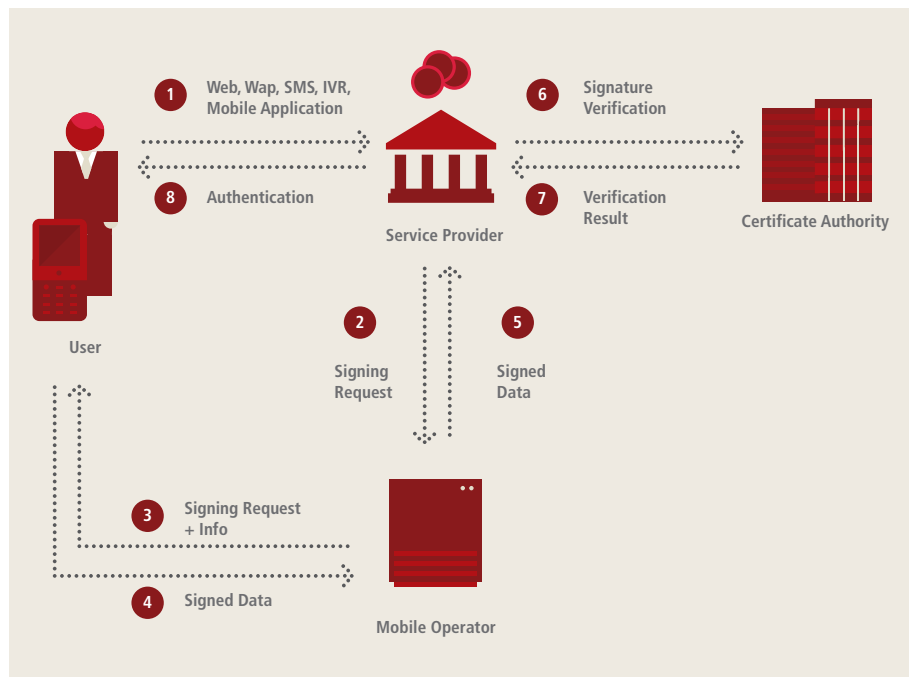 1
Web, Wap, SMS, IVR,
Mobile Application
6
Signature
Verification
8
Authentication
7
Verification
Result
Service Provider
Certificate Authority
2
Signing
Request
5
Signed
Data
User
3
Signing Request
+ Info
4
Signed Data
Mobile Operator